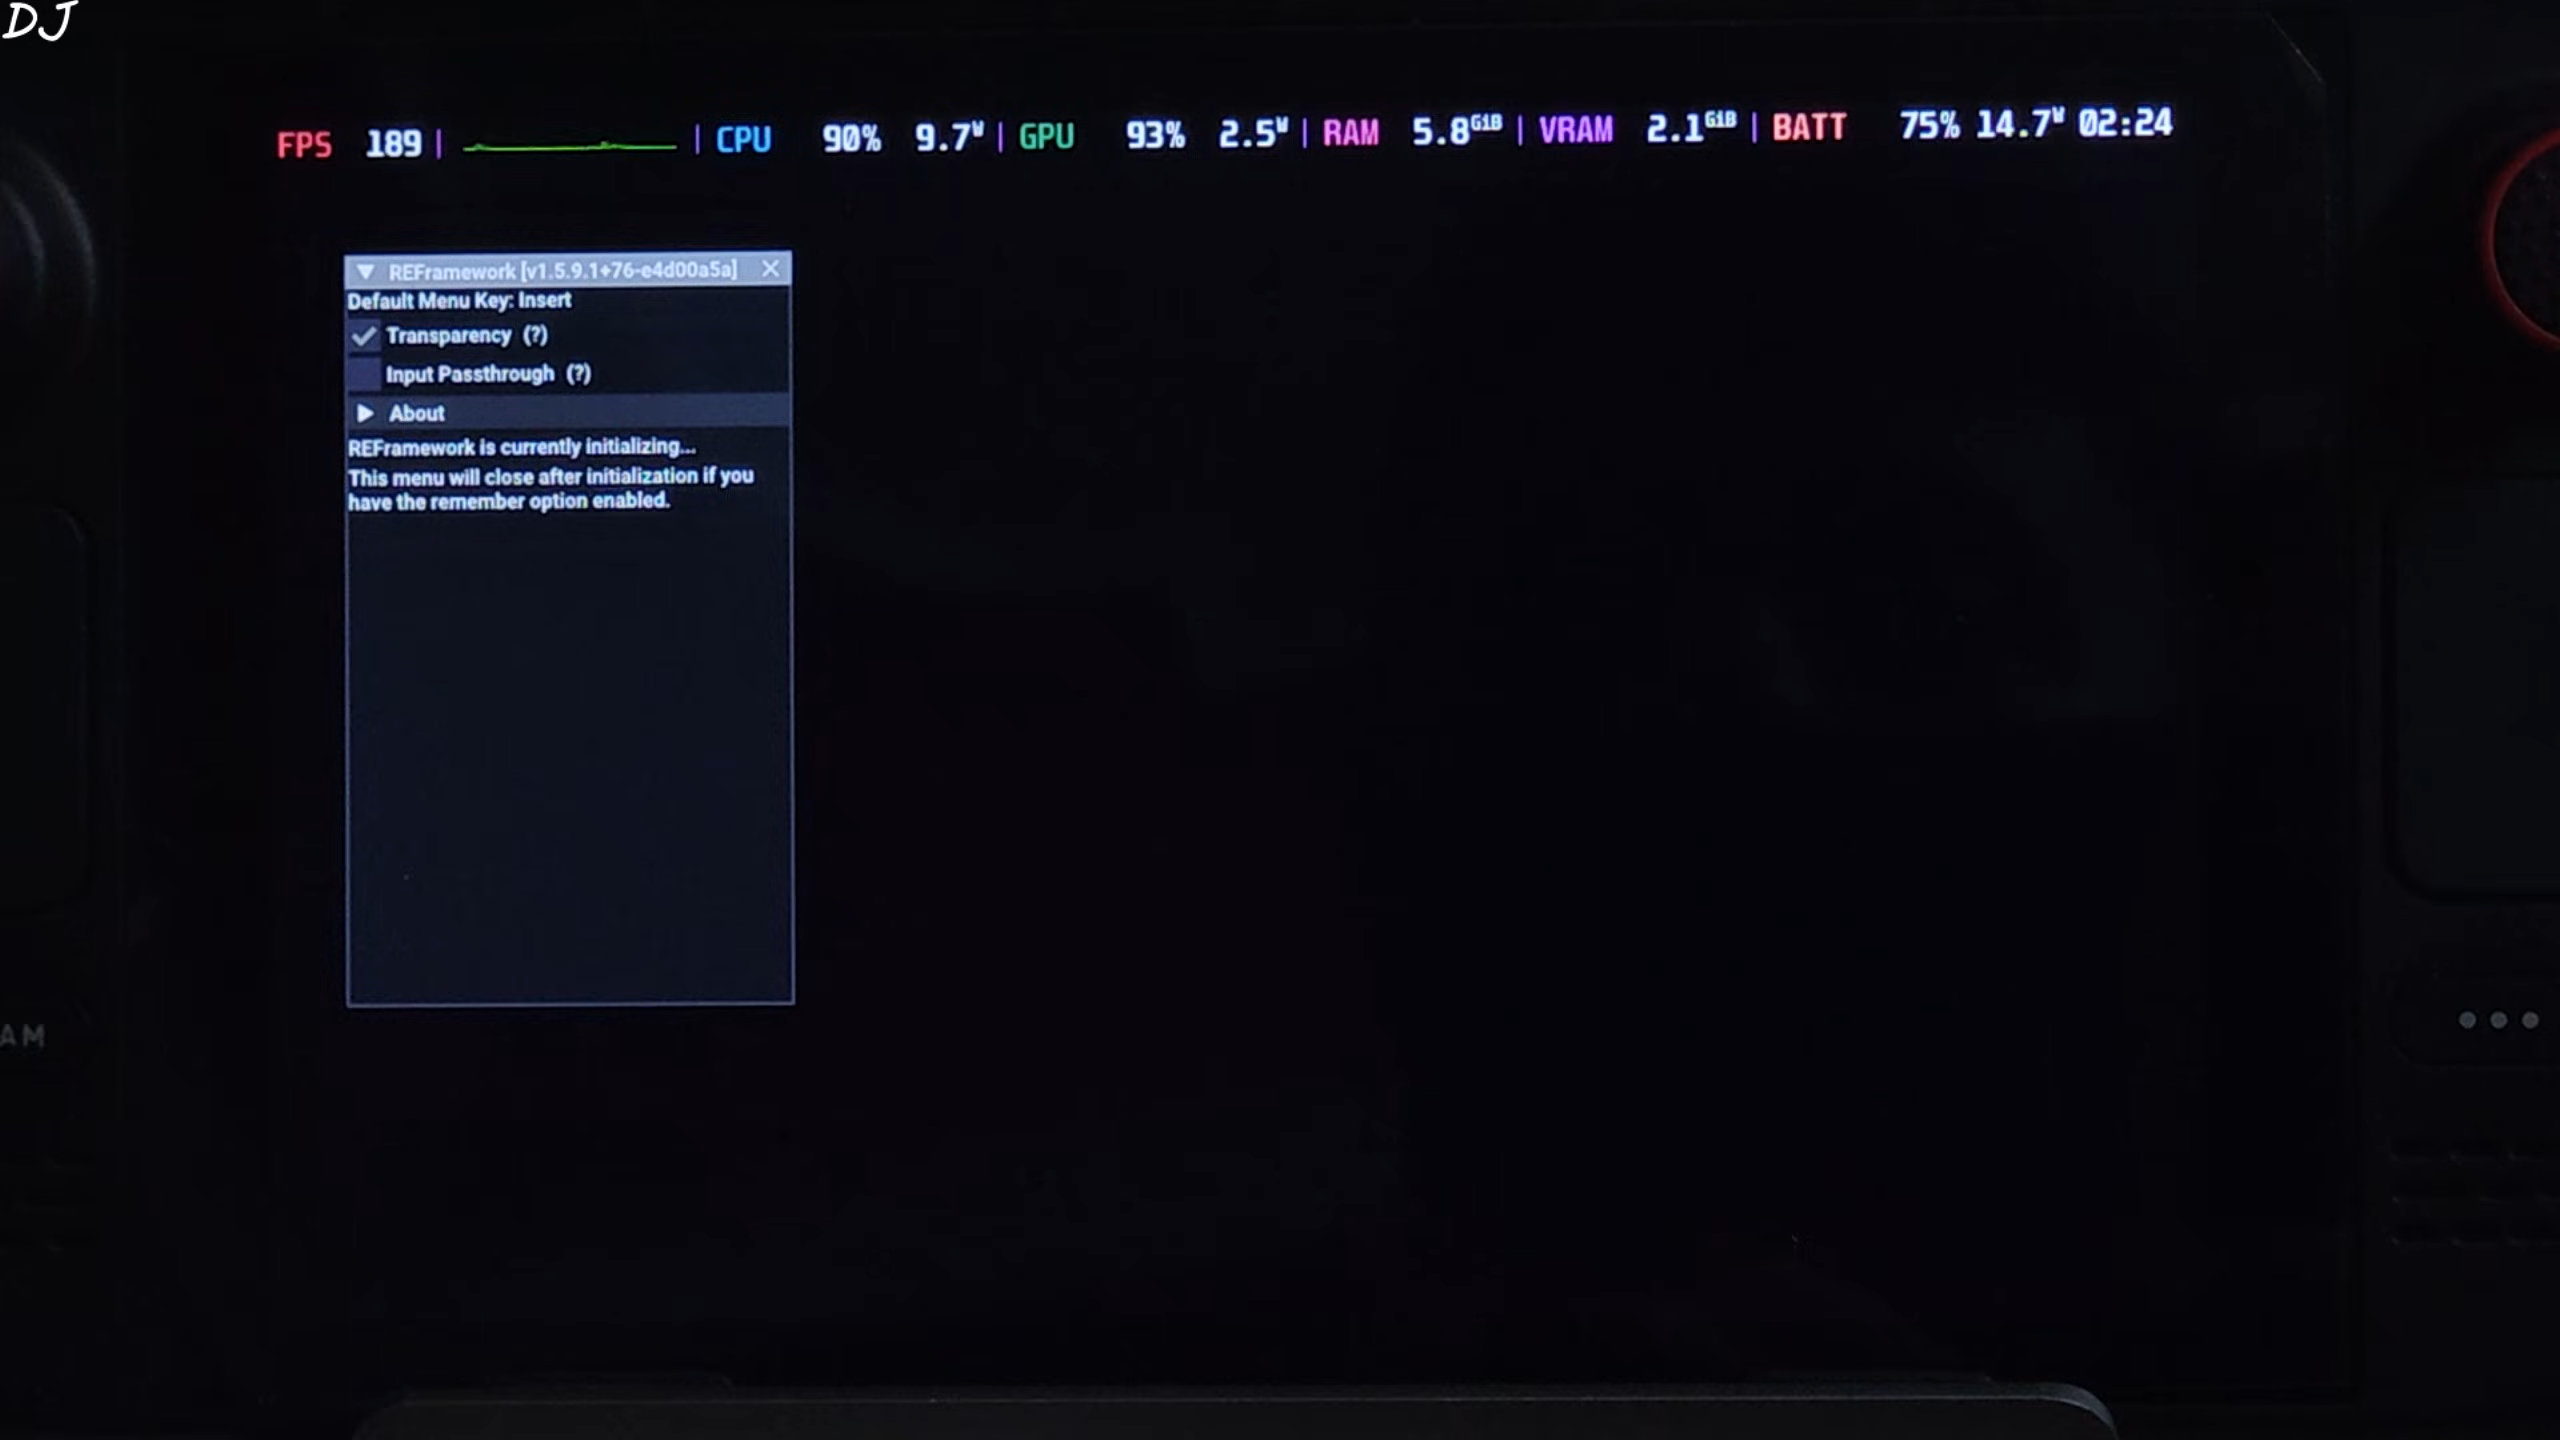 DJ
FPS 189 | | CPU 90% 9.7W | GPU 93% 2.5W | RAM 5.8GiB | VRAM 2.1GiB | BATT 75% 14.7W 02:24
REFramework [v1.5.9.1+76-e4d00a5a]
Default Menu Key: Insert
Transparency (?)
Input Passthrough (?)
About
REFramework is currently initializing...
This menu will close after initialization if you
have the remember option enabled.
AM